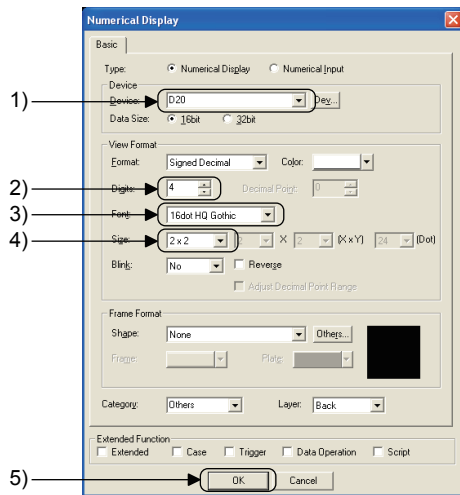 Numerical Display
Basic
Type: Numerical Display Numerical Input
Device
1) Device: D20 Dev...
Data Size: 16bit 32bit
View Format
Format: Signed Decimal Color:
2) Digits: 4 Decimal Point: 0
3) Font: 16dot HQ Gothic
4) Size: 2 x 2 2 X 2 (X x Y) 24 (Dot)
Blink: No Reverse
Adjust Decimal Point Range
Frame Format
Shape: None Others...
Frame: Plate:
Category: Others Layer: Back
Extended Function
Extended Case Trigger Data Operation Script
5) OK Cancel